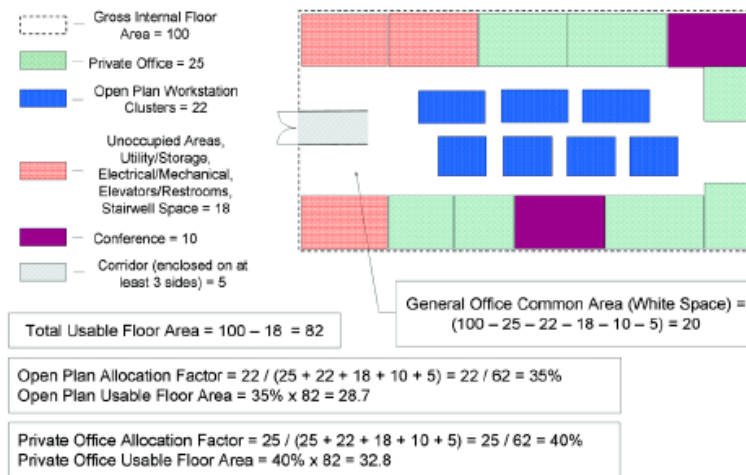 Gross Internal Floor
Area = 100
Private Office = 25
Open Plan Workstation
Clusters = 22
Unoccupied Areas,
Utility/Storage,
Electrical/Mechanical,
Elevators/Restrooms,
Stairwell Space = 18
Conference = 10
Corridor (enclosed on at
least 3 sides) = 5
General Office Common Area (White Space) =
(100 – 25 – 22 – 18 – 10 – 5) = 20
Total Usable Floor Area = 100 – 18 = 82
Open Plan Allocation Factor = 22 / (25 + 22 + 18 + 10 + 5) = 22 / 62 = 35%
Open Plan Usable Floor Area = 35% x 82 = 28.7
Private Office Allocation Factor = 25 / (25 + 22 + 18 + 10 + 5) = 25 / 62 = 40%
Private Office Usable Floor Area = 40% x 82 = 32.8